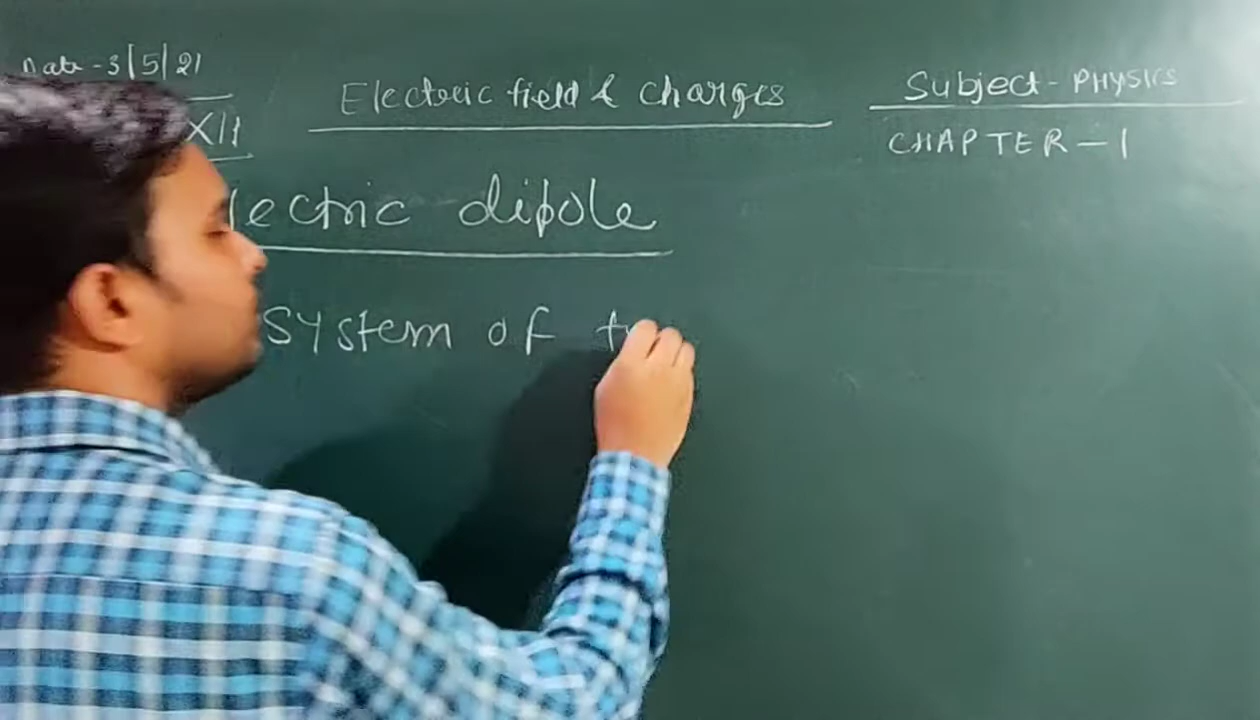 Date - 3/5/21
Electric field & charges
Subject - PHYSICS
XII
CHAPTER - 1
lectric dipole
System of